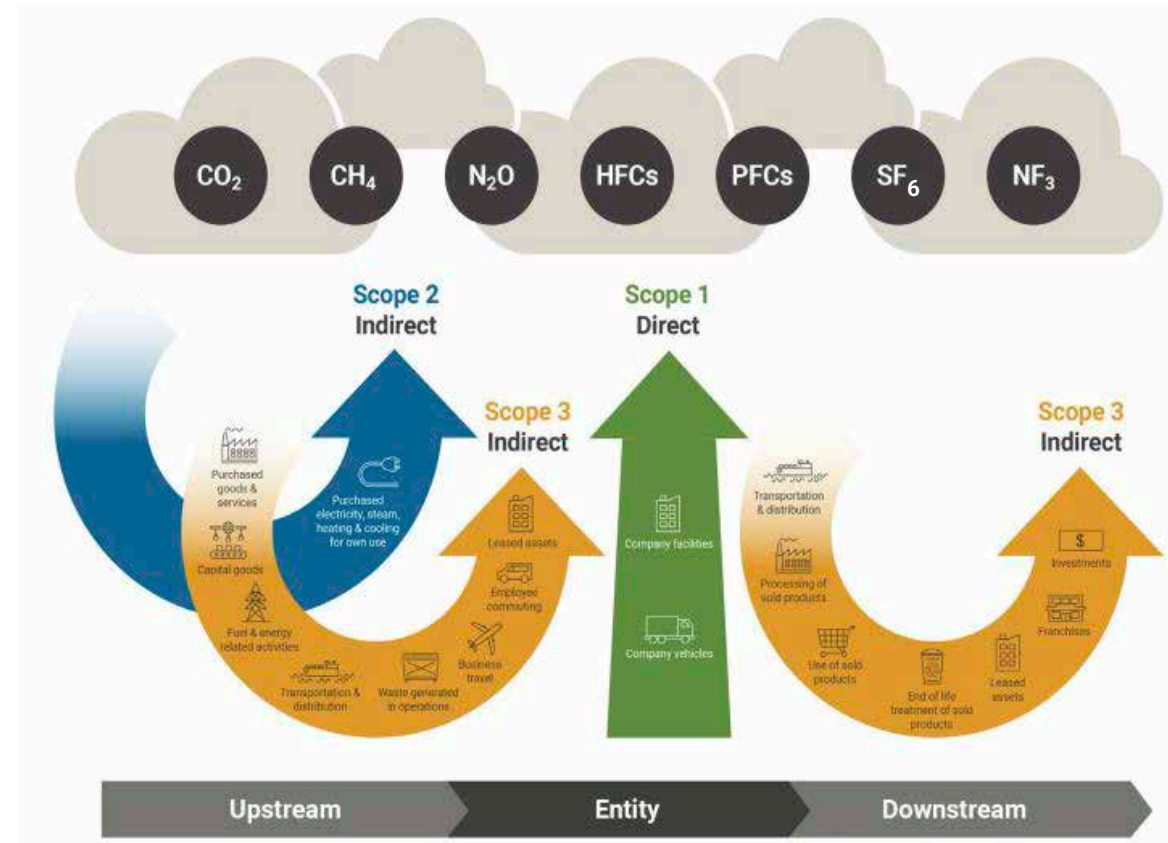 CO₂ CH₄ N₂O HFCs PFCs SF₆ NF₃
Scope 2
Indirect
Scope 1
Direct
Scope 3
Indirect
Scope 3
Indirect
Purchased
goods &
services
Capital goods
Fuel & energy
related activities
Transportation &
distribution
Waste generated
in operations
Business
travel
Employee
commuting
Leased assets
Purchased
electricity, steam,
heating & cooling
for own use
Company facilities
Company vehicles
Transportation
& distribution
Processing of
sold products
Use of sold
products
End of life
treatment of sold
products
Leased
assets
Franchises
$
Investments
Upstream Entity Downstream